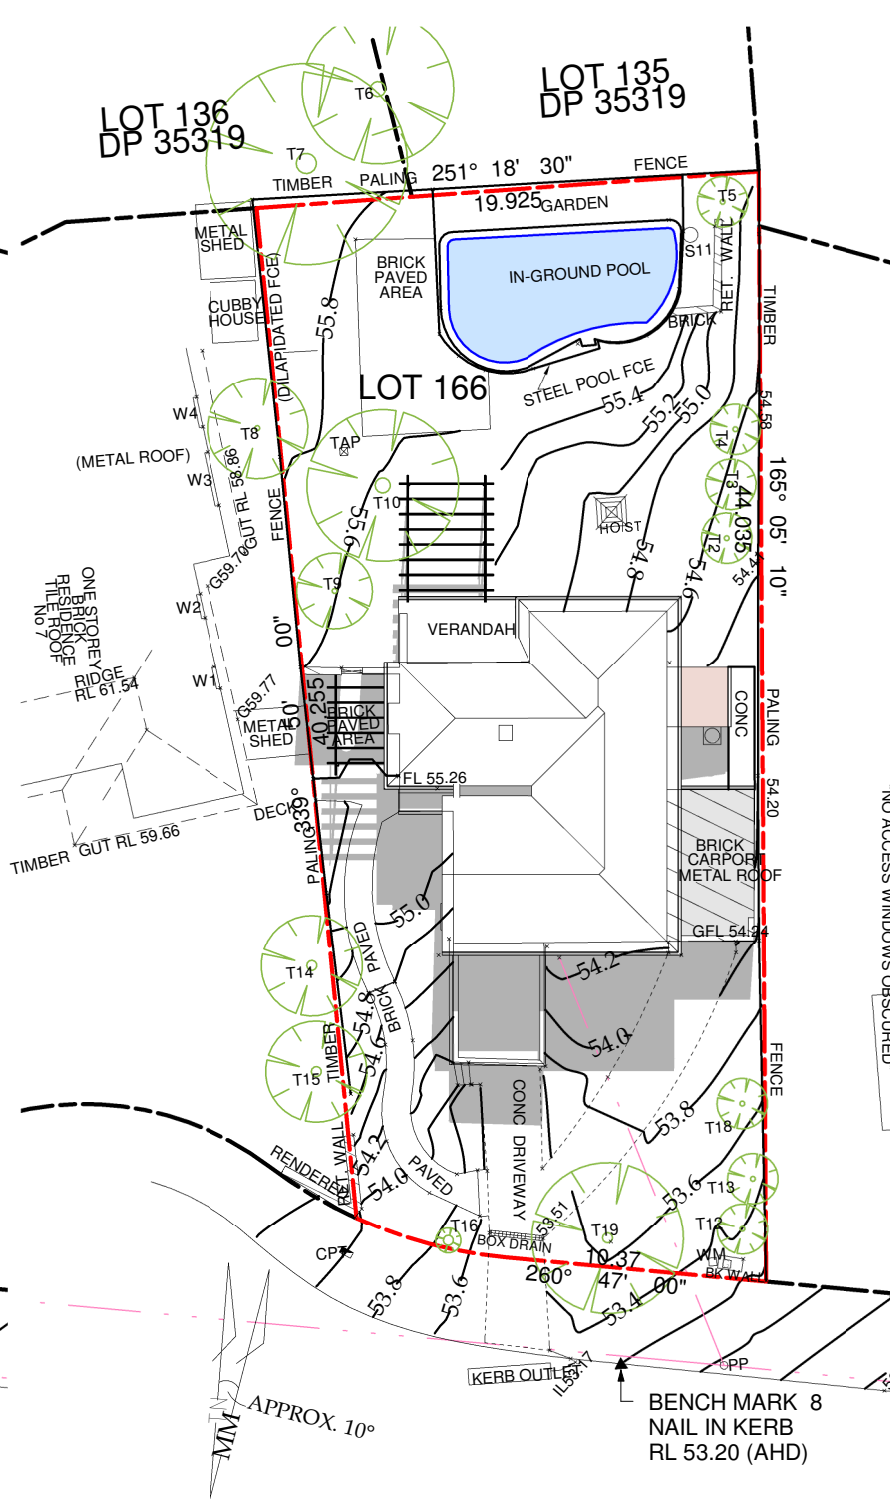 LOT 136
DP 35319
LOT 135
DP 35319
T6
T7
TIMBER PALING 251° 18' 30" FENCE
19.925
GARDEN
T5
METAL
SHED
BRICK
PAVED
AREA
IN-GROUND POOL
S11
RET. WALL
CUBBY
HOUSE
(DILAPIDATED FCE)
55.8
BRICK
TIMBER
LOT 166
STEEL POOL FCE
55.4
55.2
55.0
54.58
W4
T8
TAP
T4
(METAL ROOF)
W3
GUT RL 58.86
T10
T3
44.035
165° 05' 10"
FENCE
55.6
HOIST
T2
54.8
54.6
G59.70
T9
ONE STOREY
BRICK
RESIDENCE
TILE ROOF
No 7
W2
00"
VERANDAH
RIDGE
RL 61.54
W1
G59.77
METAL
SHED
50'
40.255
BRICK
PAVED
AREA
CONC
PALING
FL 55.26
54.20
DECK
339°
TIMBER GUT RL 59.66
PALING
BRICK
CARPORT
METAL ROOF
"NO ACCESS WINDOWS OBSCURED
55.0
GFL 54.24
PAVED
BRICK
54.2
T14
54.8
54.6
54.0
TIMBER
T15
FENCE
CONC DRIVEWAY
53.8
T18
RENDERED
RET WALL
54.2
54.0
PAVED
53.6
T13
T16
53.51
T19
T12
CPT
BOX DRAIN
10.37
WM
BK WALL
260° 47' 00"
53.8
53.6
53.4
KERB OUTLET
IL53.17
PP
APPROX. 10°
MM
BENCH MARK 8
NAIL IN KERB
RL 53.20 (AHD)